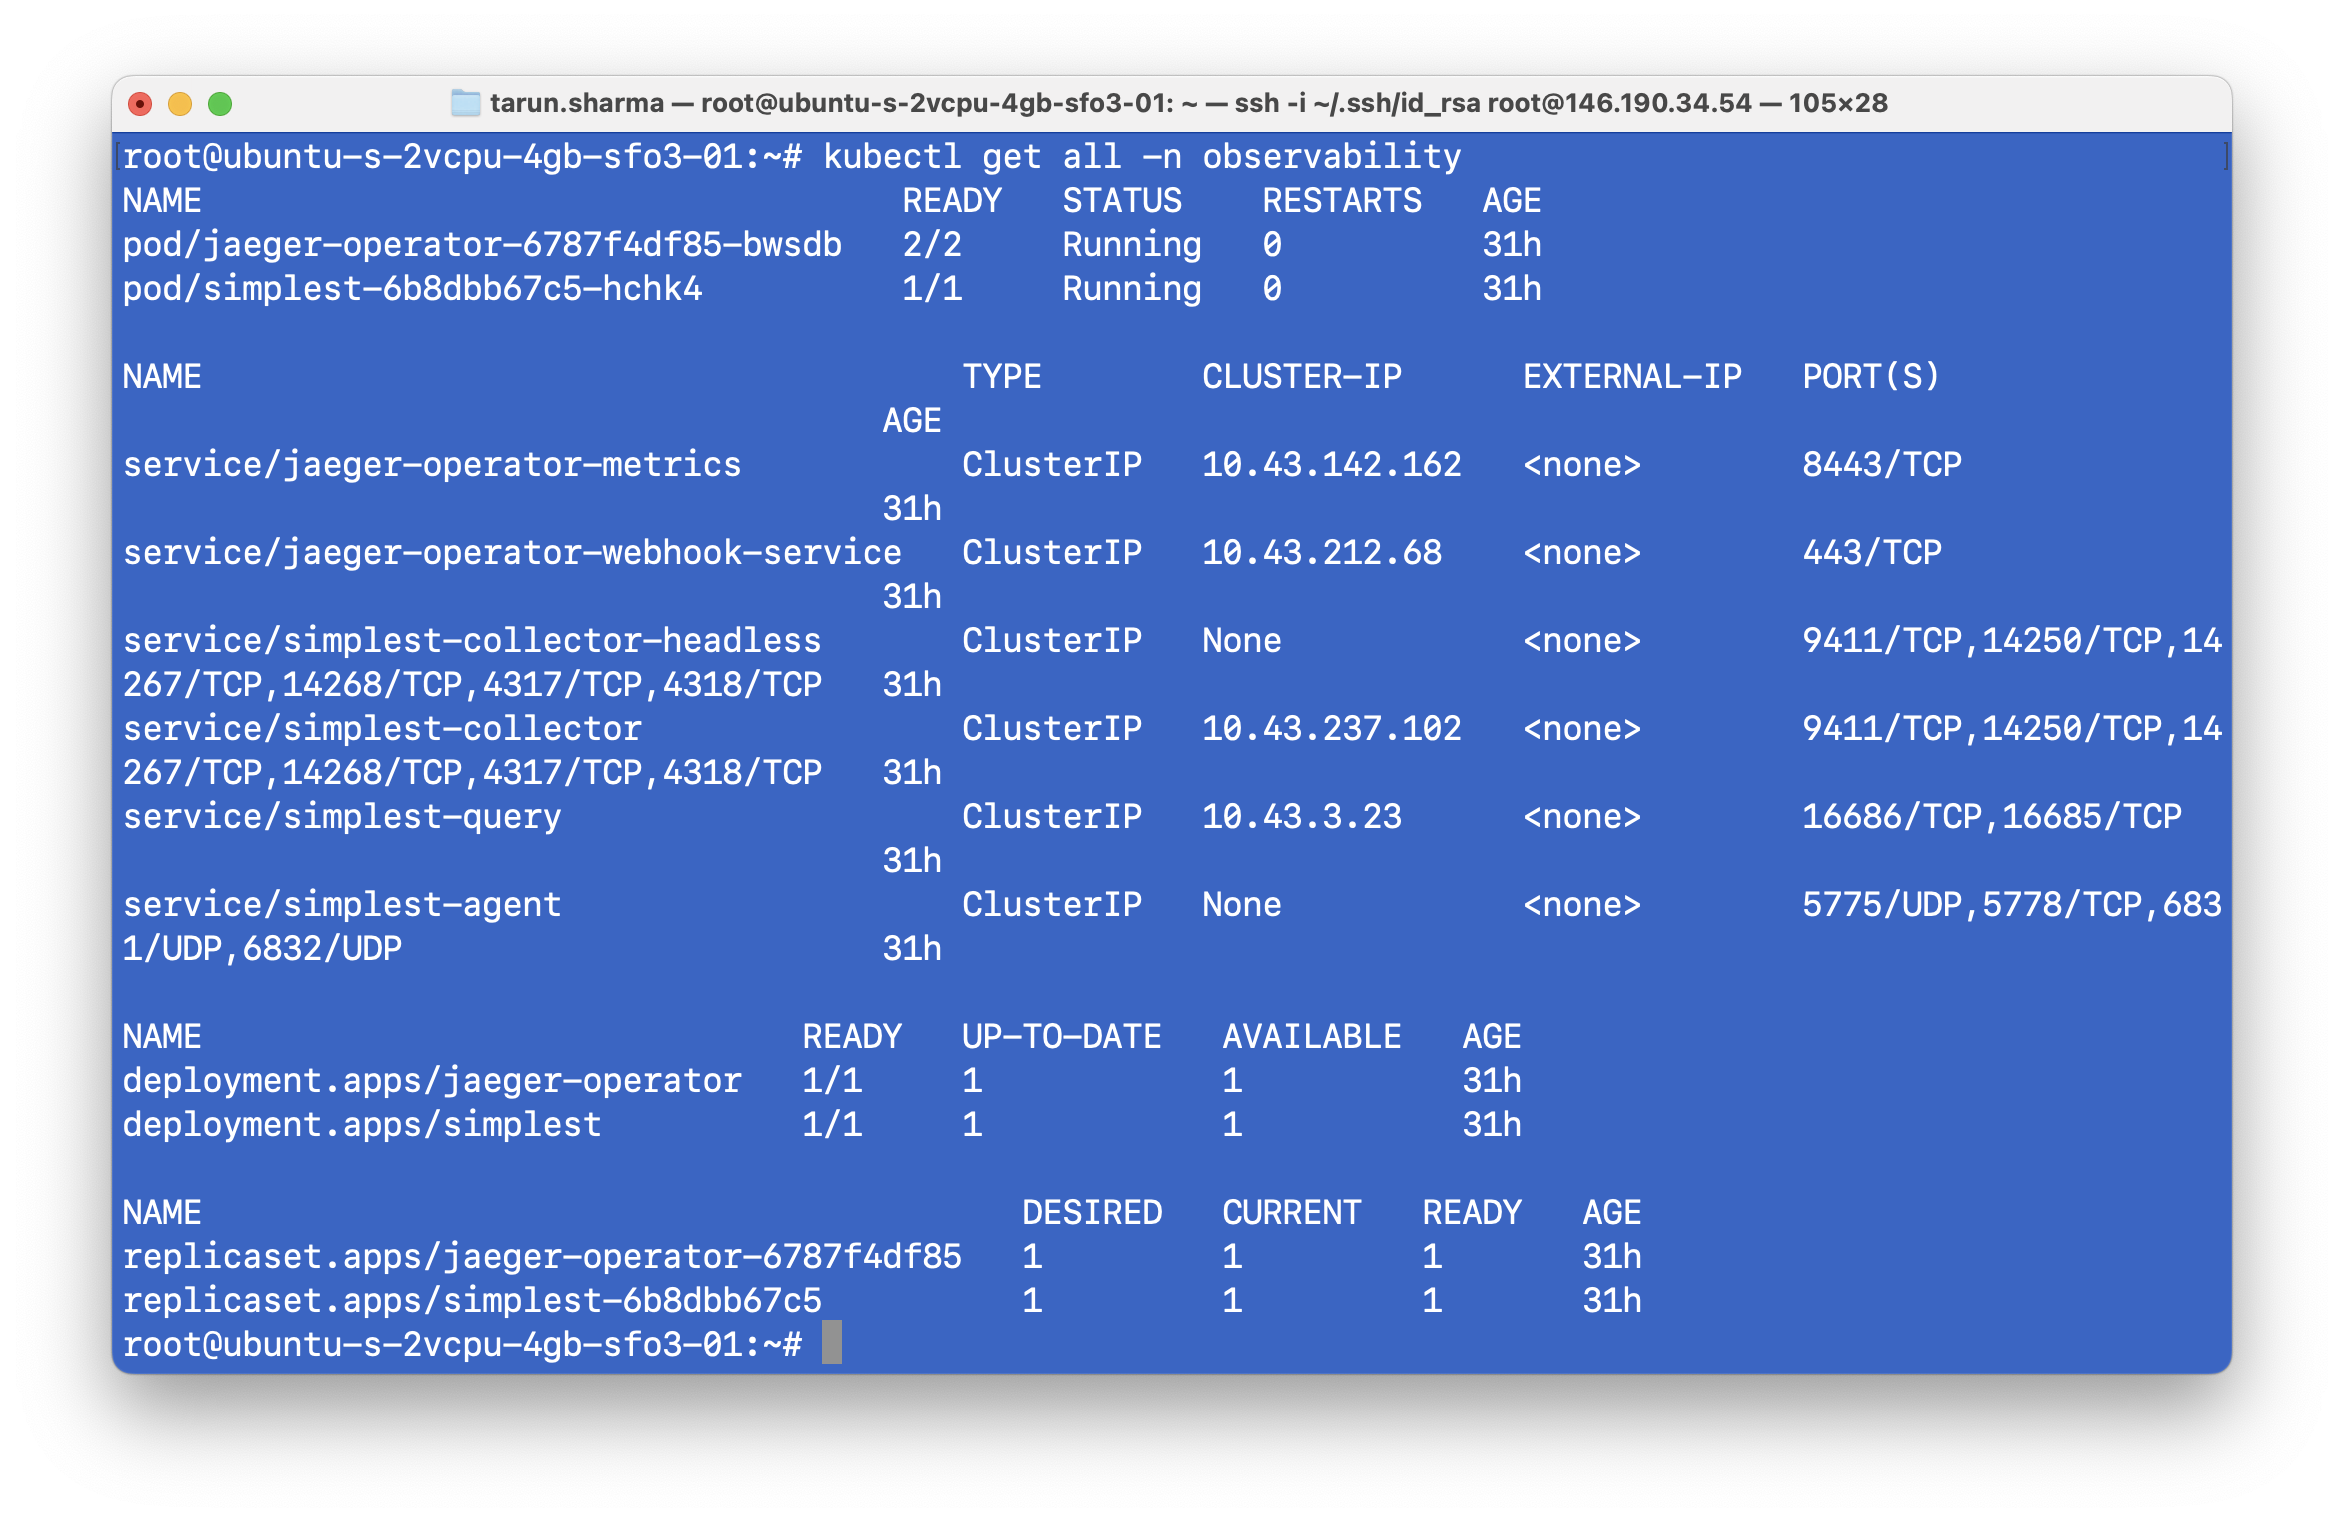 tarun.sharma — root@ubuntu-s-2vcpu-4gb-sfo3-01: ~ — ssh -i ~/.ssh/id_rsa root@146.190.34.54 — 105×28
[root@ubuntu-s-2vcpu-4gb-sfo3-01:~# kubectl get all -n observability ]
NAME READY STATUS RESTARTS AGE
pod/jaeger-operator-6787f4df85-bwsdb 2/2 Running 0 31h
pod/simplest-6b8dbb67c5-hchk4 1/1 Running 0 31h
NAME TYPE CLUSTER-IP EXTERNAL-IP PORT(S)
AGE
service/jaeger-operator-metrics ClusterIP 10.43.142.162 <none> 8443/TCP
31h
service/jaeger-operator-webhook-service ClusterIP 10.43.212.68 <none> 443/TCP
31h
service/simplest-collector-headless ClusterIP None <none> 9411/TCP,14250/TCP,14
267/TCP,14268/TCP,4317/TCP,4318/TCP 31h
service/simplest-collector ClusterIP 10.43.237.102 <none> 9411/TCP,14250/TCP,14
267/TCP,14268/TCP,4317/TCP,4318/TCP 31h
service/simplest-query ClusterIP 10.43.3.23 <none> 16686/TCP,16685/TCP
31h
service/simplest-agent ClusterIP None <none> 5775/UDP,5778/TCP,683
1/UDP,6832/UDP 31h
NAME READY UP-TO-DATE AVAILABLE AGE
deployment.apps/jaeger-operator 1/1 1 1 31h
deployment.apps/simplest 1/1 1 1 31h
NAME DESIRED CURRENT READY AGE
replicaset.apps/jaeger-operator-6787f4df85 1 1 1 31h
replicaset.apps/simplest-6b8dbb67c5 1 1 1 31h
root@ubuntu-s-2vcpu-4gb-sfo3-01:~#